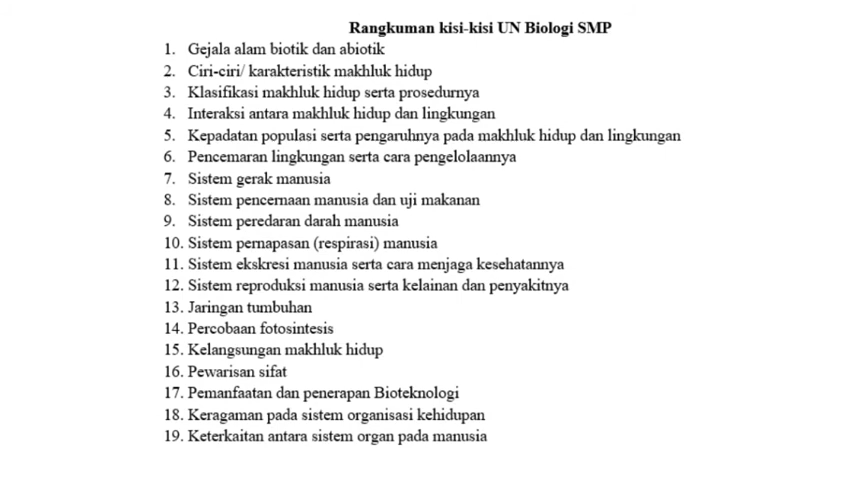 Rangkuman kisi-kisi UN Biologi SMP
1. Gejala alam biotik dan abiotik
2. Ciri-ciri/ karakteristik makhluk hidup
3. Klasifikasi makhluk hidup serta prosedurnya
4. Interaksi antara makhluk hidup dan lingkungan
5. Kepadatan populasi serta pengaruhnya pada makhluk hidup dan lingkungan
6. Pencemaran lingkungan serta cara pengelolaannya
7. Sistem gerak manusia
8. Sistem pencernaan manusia dan uji makanan
9. Sistem peredaran darah manusia
10. Sistem pernapasan (respirasi) manusia
11. Sistem ekskresi manusia serta cara menjaga kesehatannya
12. Sistem reproduksi manusia serta kelainan dan penyakitnya
13. Jaringan tumbuhan
14. Percobaan fotosintesis
15. Kelangsungan makhluk hidup
16. Pewarisan sifat
17. Pemanfaatan dan penerapan Bioteknologi
18. Keragaman pada sistem organisasi kehidupan
19. Keterkaitan antara sistem organ pada manusia